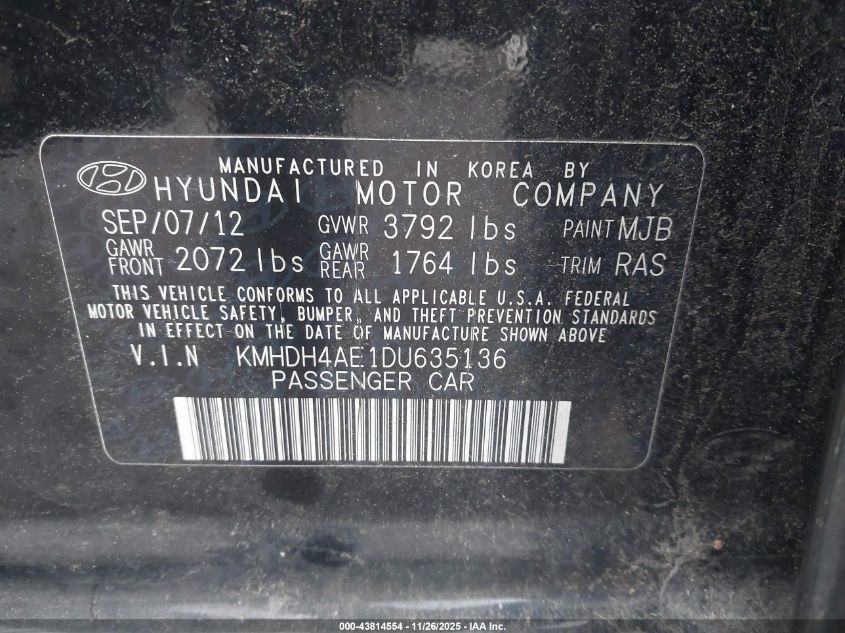 MANUFACTURED IN KOREA BY
HYUNDAI MOTOR COMPANY
SEP/07/12 GVWR 3792 lbs PAINT MJB
GAWR FRONT 2072 lbs GAWR REAR 1764 lbs TRIM RAS
THIS VEHICLE CONFORMS TO ALL APPLICABLE U.S.A. FEDERAL
MOTOR VEHICLE SAFETY, BUMPER, AND THEFT PREVENTION STANDARDS
IN EFFECT ON THE DATE OF MANUFACTURE SHOWN ABOVE
V.I.N KMHDH4AE1DU635136
PASSENGER CAR
000-43814554 - 11/26/2025 - IAA Inc.